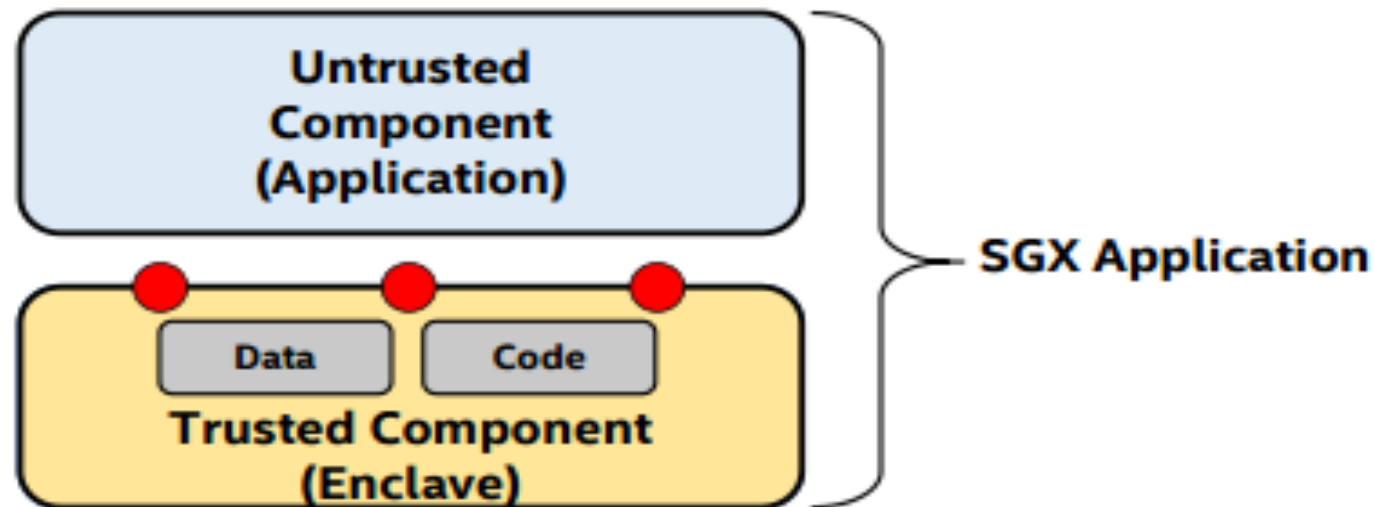 Untrusted
Component
(Application)
SGX Application
Data
Code
Trusted Component
(Enclave)